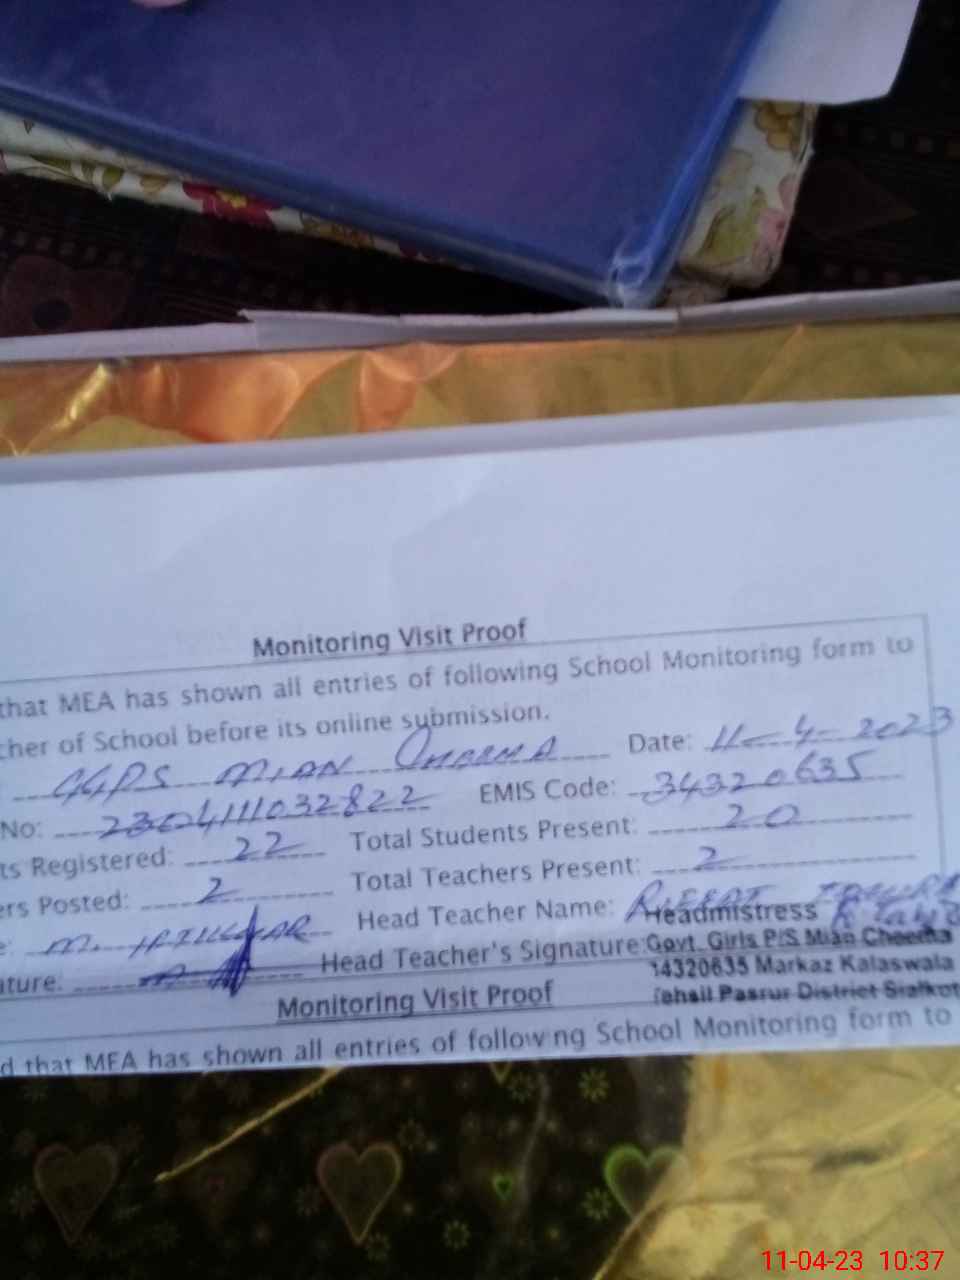 Monitoring Visit Proof
that MEA has shown all entries of following School Monitoring form to
cher of School before its online submission.
GGPS MIAN Date: 11-4-2023
No: 2304111032822 EMIS Code: 34320635
ts Registered: 22 Total Students Present: 20
ers Posted: 2 Total Teachers Present: 2
e: M. Head Teacher Name:
ature: Head Teacher's Signature:
Headmistress
Govt. Girls P/S Mian Cheema
14320635 Markaz Kalaswala
Tehsil Pasrur District Sialkot
Monitoring Visit Proof
d that MEA has shown all entries of following School Monitoring form to
11-04-23 10:37